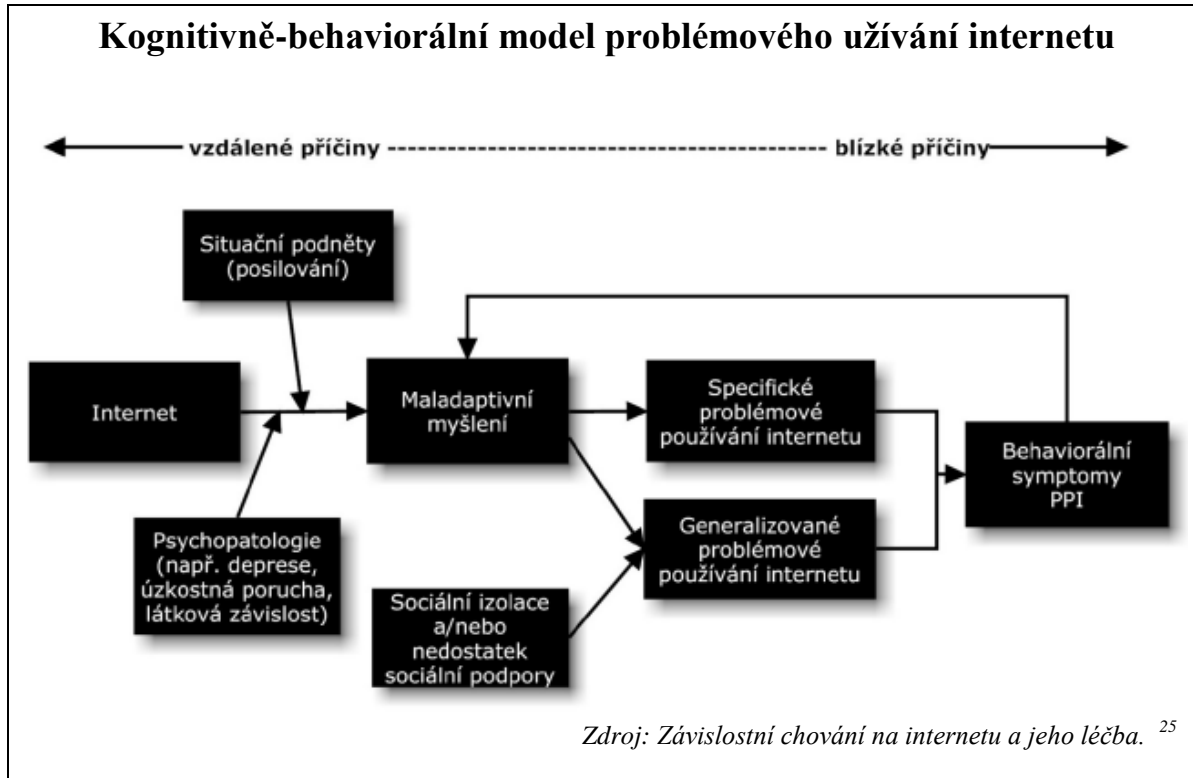 Kognitivně-behaviorální model problémového užívání internetu
vzdálené příčiny ---------------------------------------- blízké příčiny
Situační podněty
(posilování)
Internet
Maladaptivní
myšlení
Specifické
problémové
používání internetu
Behaviorální
symptomy
PPI
Psychopatologie
(např. deprese,
úzkostná porucha,
látková závislost)
Generalizované
problémové
používání internetu
Sociální izolace
a/nebo
nedostatek
sociální podpory
Zdroj: Závislostní chování na internetu a jeho léčba. 25